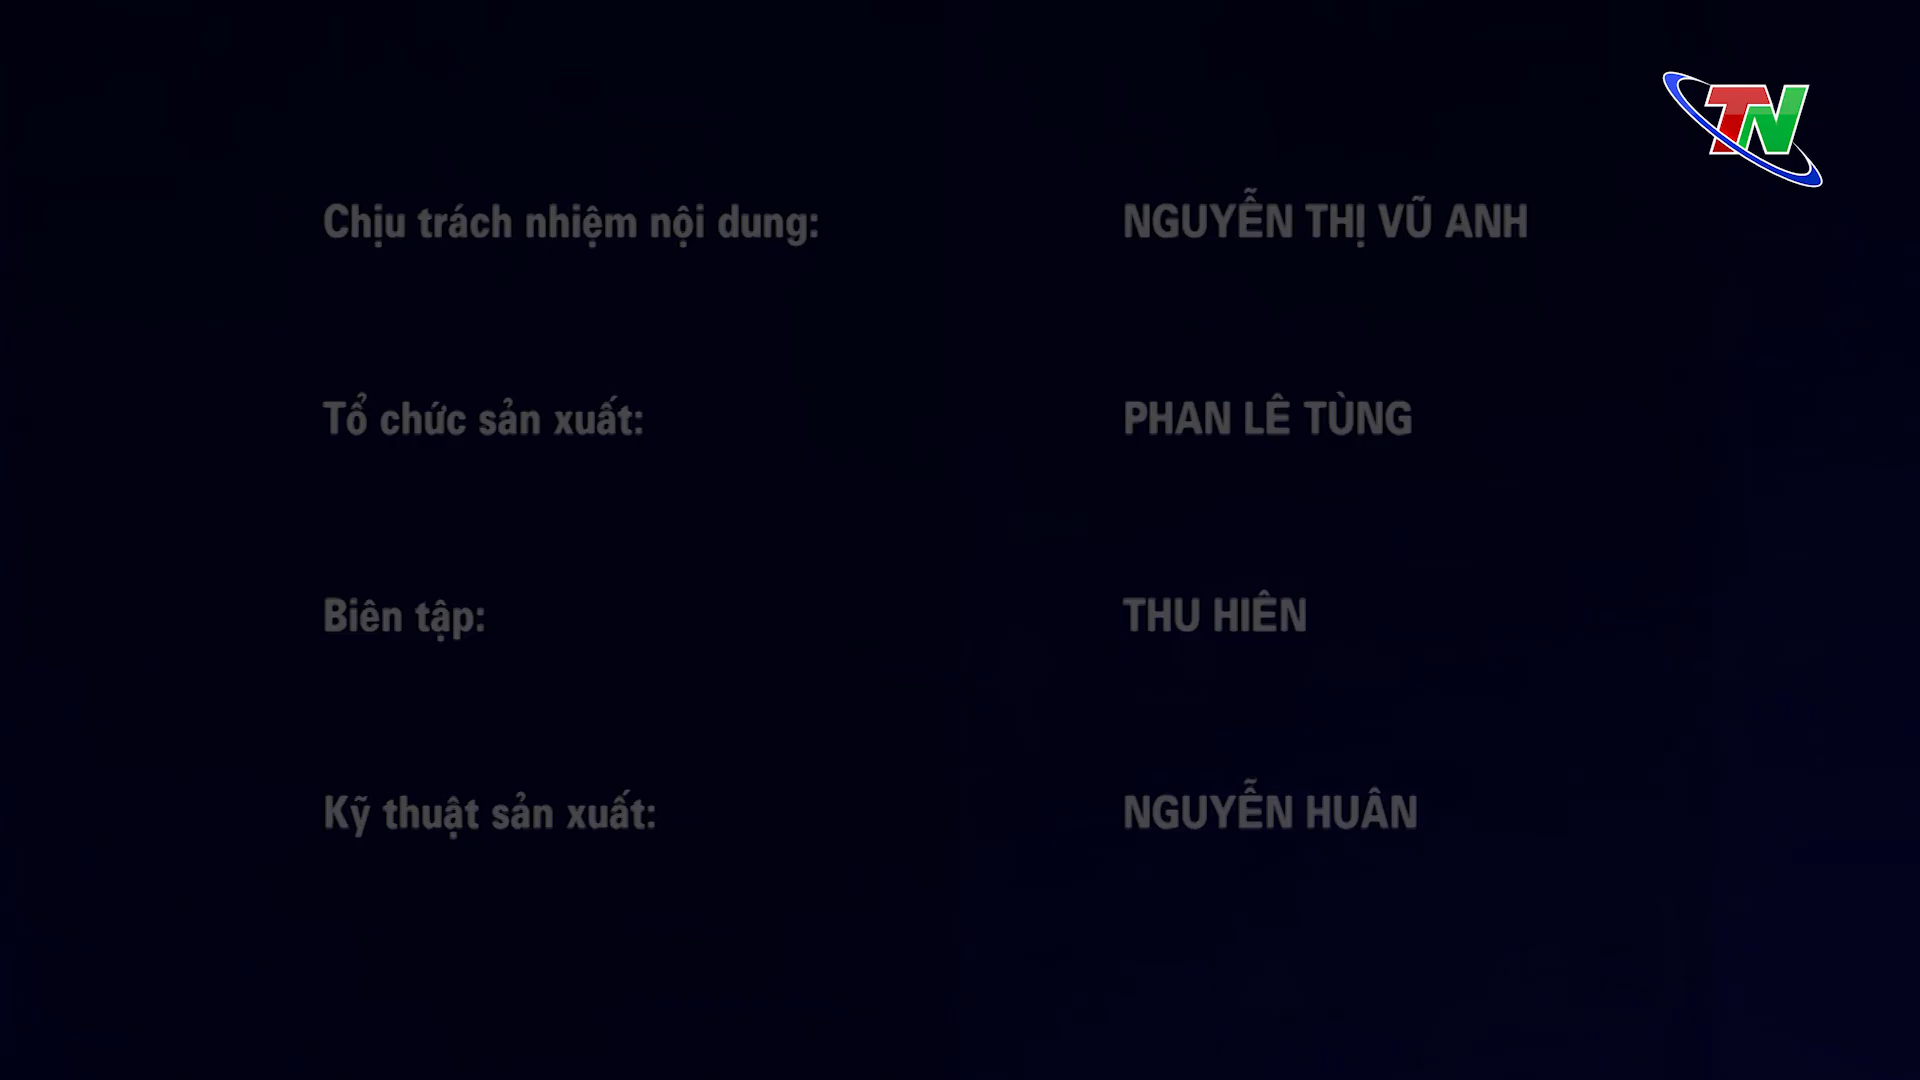 TN
Chịu trách nhiệm nội dung: NGUYỄN THỊ VŨ ANH
Tổ chức sản xuất: PHAN LÊ TÙNG
Biên tập: THU HIÊN
Kỹ thuật sản xuất: NGUYỄN HUÂN